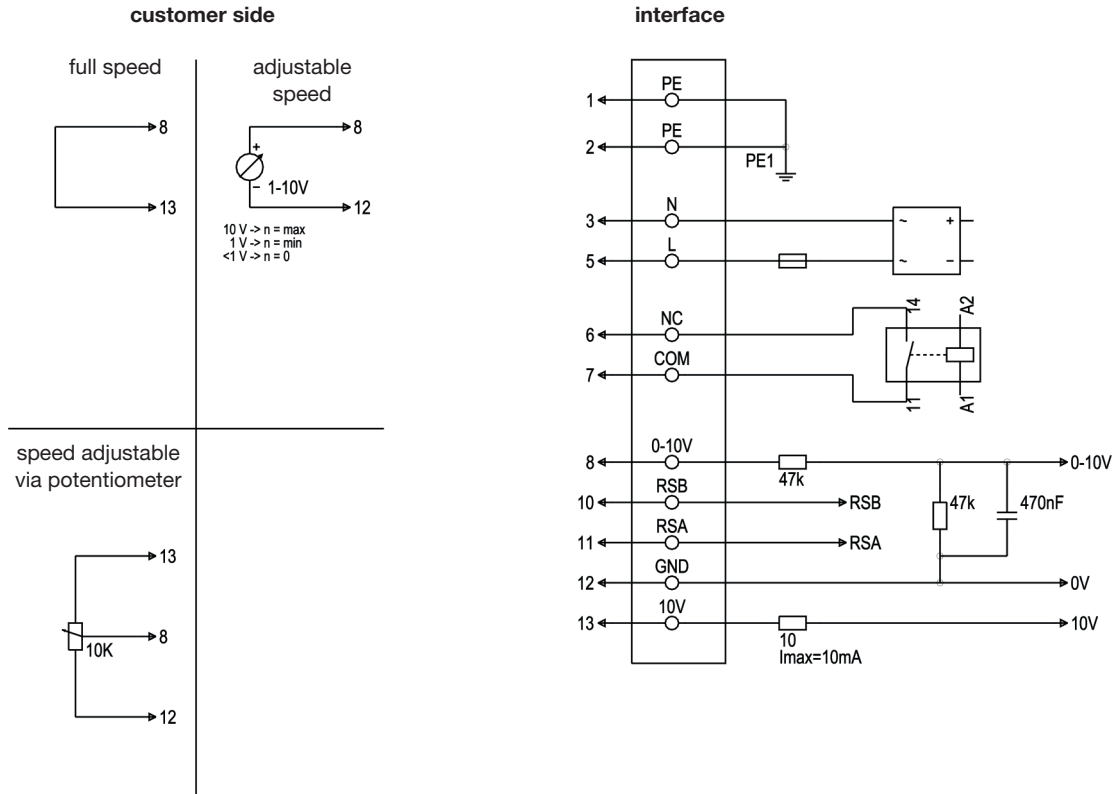 customer side
full speed
8
13
adjustable
speed
8
+
– 1-10V
12
10 V -> n = max
1 V -> n = min
<1 V -> n = 0
speed adjustable
via potentiometer
13
8
10K
12
interface
1 PE
2 PE
PE1
3 N
~ +
5 L
~ –
6 NC
14 A2
7 COM
11 A1
8 0-10V
47k
0-10V
10 RSB
RSB
47k 470nF
11 RSA
RSA
12 GND
0V
13 10V
10
Imax=10mA
10V